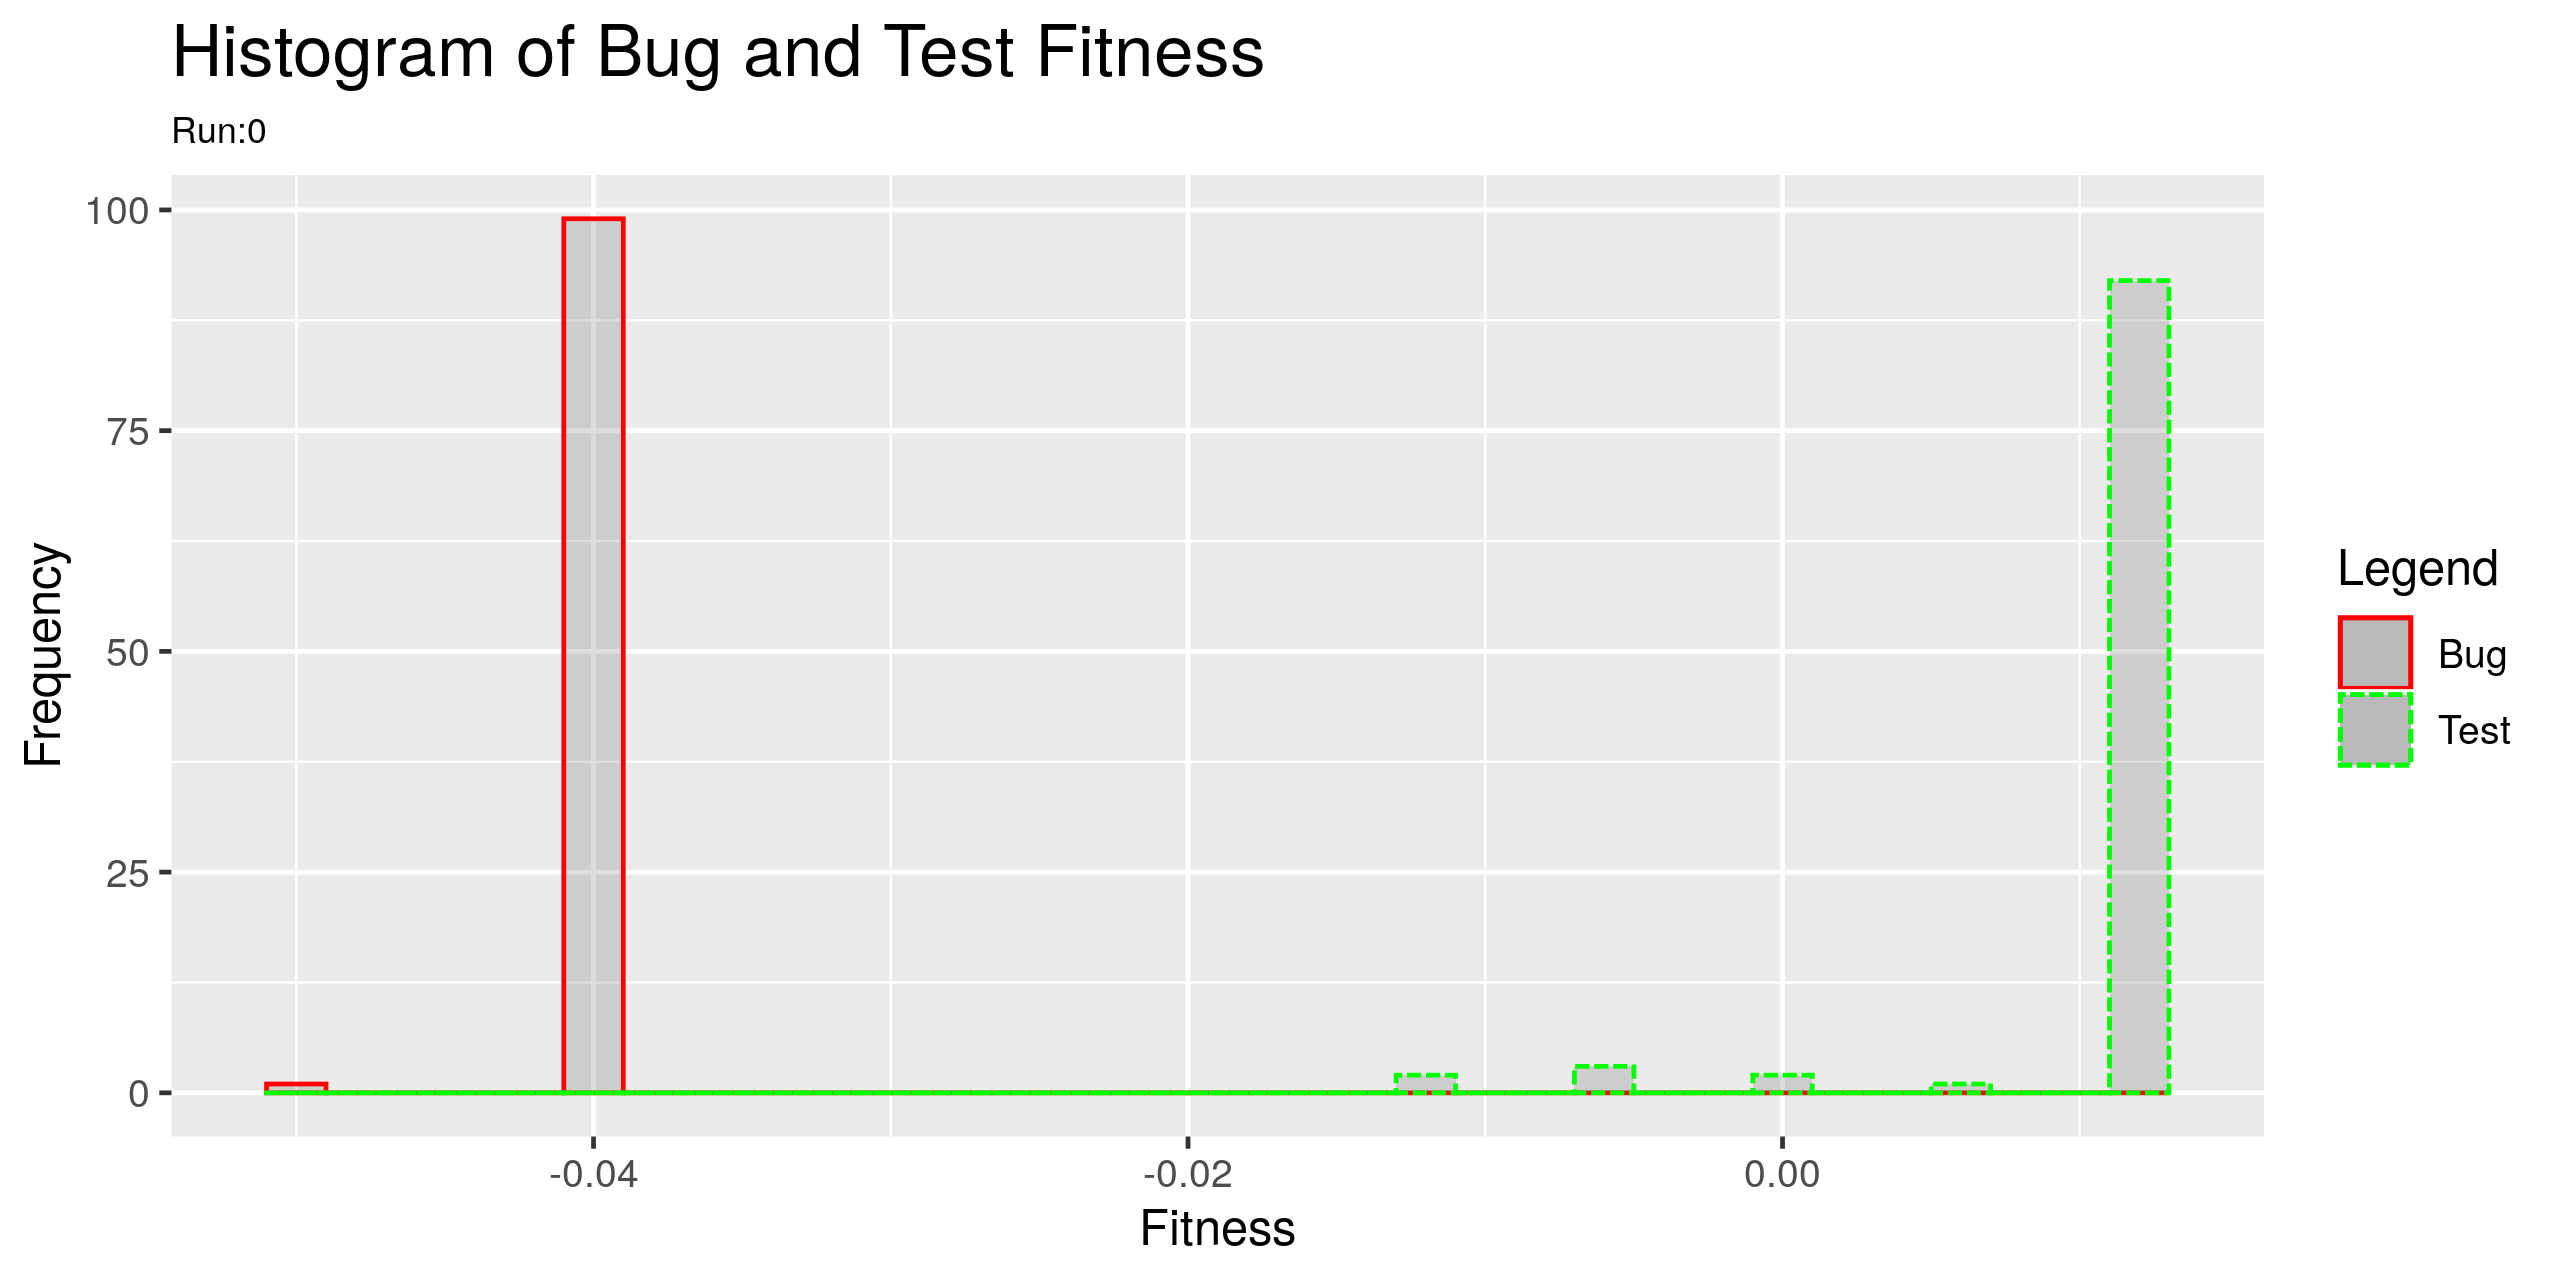 Histogram of Bug and Test Fitness
Run:0
100
75
50
25
0
Frequency
-0.04
-0.02
0.00
Fitness
Legend
Bug
Test